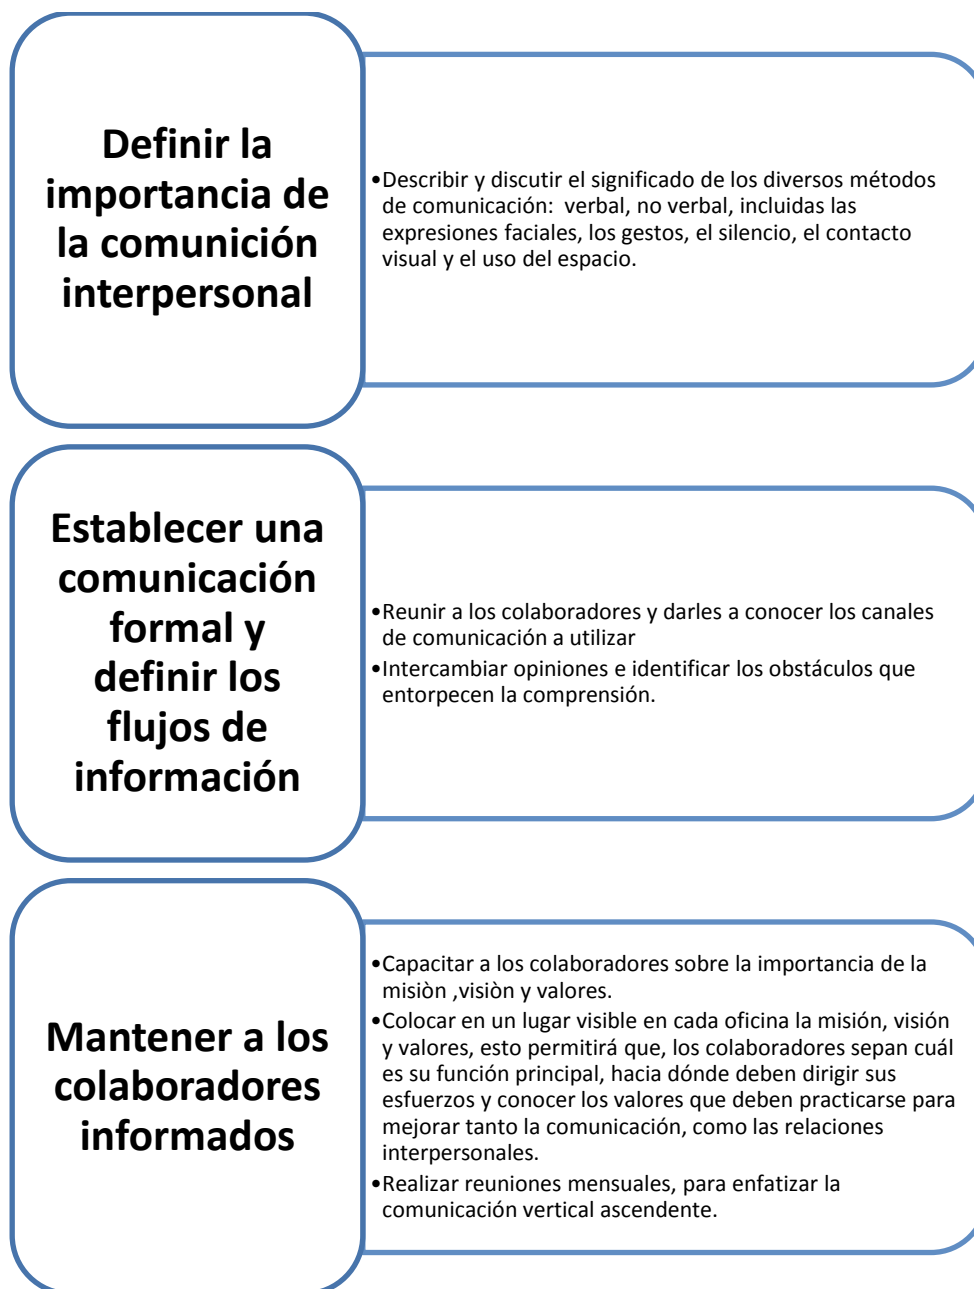 Definir la
importancia de
la comunición
interpersonal
•Describir y discutir el significado de los diversos métodos
de comunicación:  verbal, no verbal, incluidas las
expresiones faciales, los gestos, el silencio, el contacto
visual y el uso del espacio.
Establecer una
comunicación
formal y
definir los
flujos de
información
•Reunir a los colaboradores y darles a conocer los canales
de comunicación a utilizar
•Intercambiar opiniones e identificar los obstáculos que
entorpecen la comprensión.
Mantener a los
colaboradores
informados
•Capacitar a los colaboradores sobre la importancia de la
misiòn ,visiòn y valores.
•Colocar en un lugar visible en cada oficina la misión, visión
y valores, esto permitirá que, los colaboradores sepan cuál
es su función principal, hacia dónde deben dirigir sus
esfuerzos y conocer los valores que deben practicarse para
mejorar tanto la comunicación, como las relaciones
interpersonales.
•Realizar reuniones mensuales, para enfatizar la
comunicación vertical ascendente.